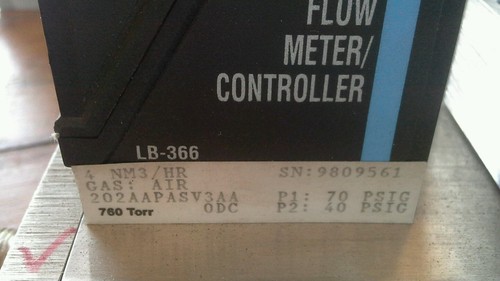 FLOW
METER/
CONTROLLER
LB-366
4 NM3/HR SN:9809561
GAS: AIR
202AAPASV3AA P1: 70 PSIG
760 Torr 0DC P2: 40 PSIG